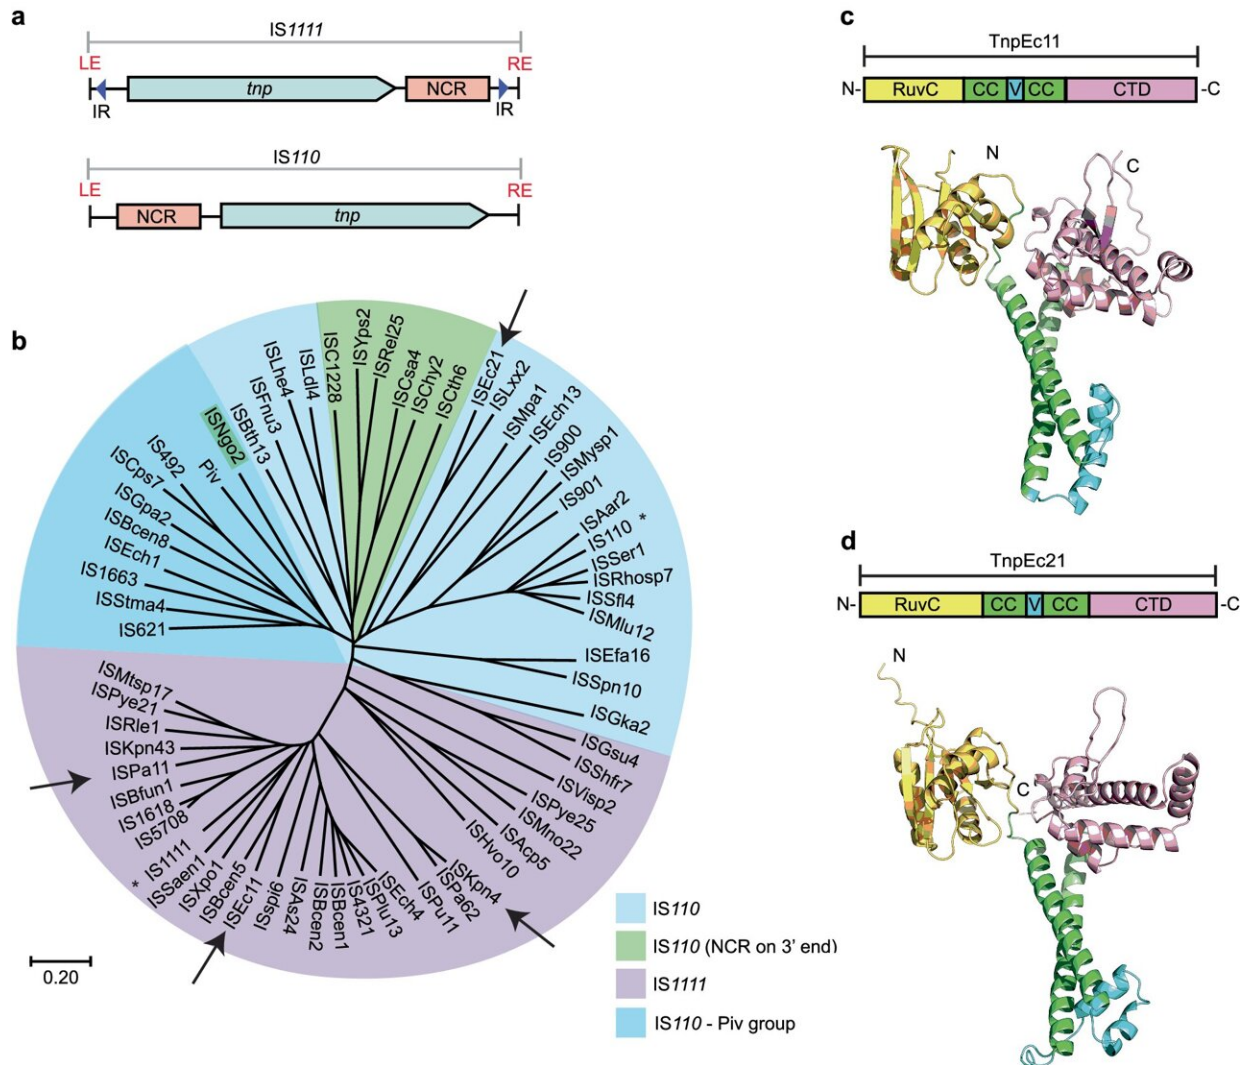 a
IS1111
LE
RE
tnp
NCR
IR
IR
IS110
LE
RE
NCR
tnp
b
ISNgo2
ISBth13
ISFnu3
ISLhe4
ISLdl4
ISC1228
ISYps2
ISRel25
ISCsa4
ISChy2
ISCth6
ISEc21
ISLxx2
ISMpa1
ISEch13
IS900
ISMysp1
IS901
ISAar2
IS110 *
ISSer1
ISRhosp7
ISSfl4
ISMlu12
ISEfa16
ISSpn10
ISGka2
ISGsu4
ISShfr7
ISVisp2
ISPye25
ISMno22
ISAcp5
ISHvo10
ISKpn4
ISPa62
ISPu11
ISEch4
ISPlu13
IS4321
ISBcen1
ISBcen2
ISAs24
ISspi6
ISEc11
ISBcen5
ISXpo1
ISSaen1
* IS1111
IS5708
IS1618
ISBfun1
ISPa11
ISKpn43
ISRle1
ISPye21
ISMtsp17
IS621
ISStma4
IS1663
ISEch1
ISBcen8
ISGpa2
ISCps7
IS492
Piv
0.20
IS110
IS110 (NCR on 3' end)
IS1111
IS110 - Piv group
c
TnpEc11
N- RuvC CC V CC CTD -C
N
C
d
TnpEc21
N- RuvC CC V CC CTD -C
N
C